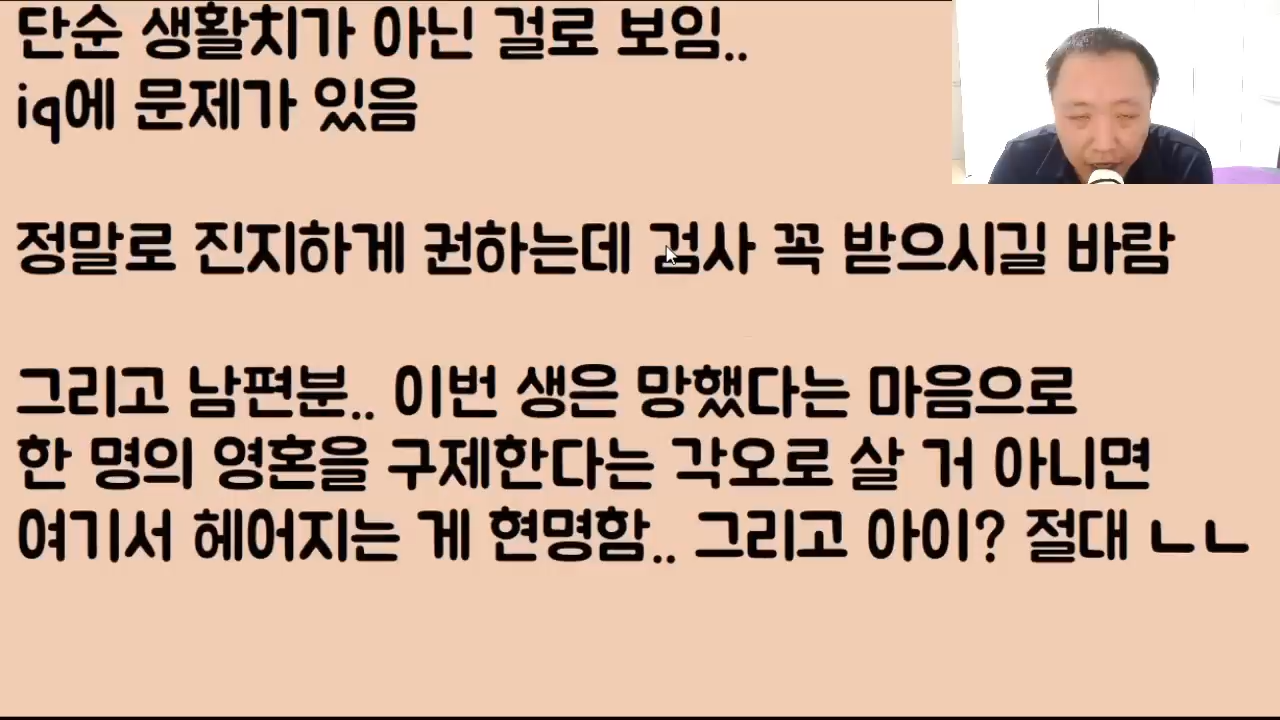 단순 생활치가 아닌 걸로 보임..
iq에 문제가 있음
정말로 진지하게 권하는데 검사 꼭 받으시길 바람
그리고 남편분.. 이번 생은 망했다는 마음으로
한 명의 영혼을 구제한다는 각오로 살 거 아니면
여기서 헤어지는 게 현명함.. 그리고 아이? 절대 ㄴㄴ